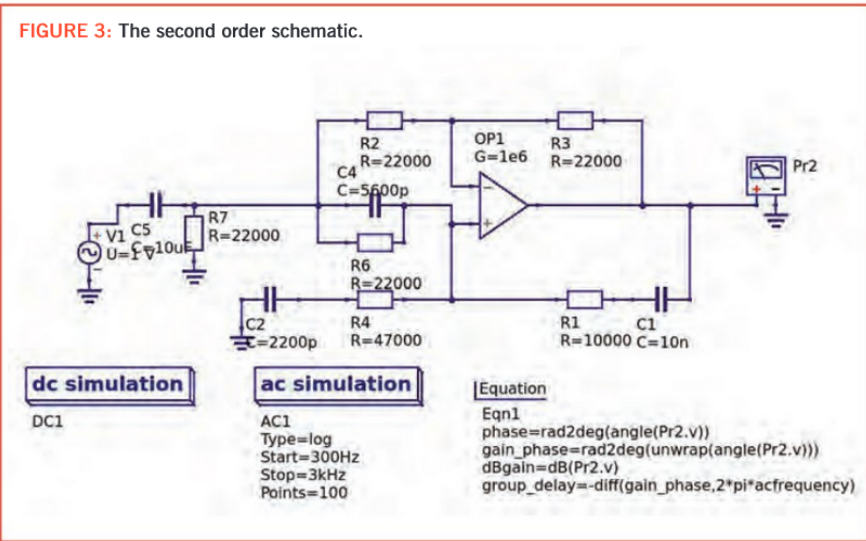 FIGURE 3: The second order schematic.
R2
R=22000
OP1
G=1e6
R3
R=22000
Pr2
C4
C=5600p
V1
U=1 V
C5
C=10uF
R7
R=22000
R6
R=22000
C2
C=2200p
R4
R=47000
R1
R=10000
C1
C=10n
dc simulation
DC1
ac simulation
AC1
Type=log
Start=300Hz
Stop=3kHz
Points=100
Equation
Eqn1
phase=rad2deg(angle(Pr2.v))
gain_phase=rad2deg(unwrap(angle(Pr2.v)))
dBgain=dB(Pr2.v)
group_delay=-diff(gain_phase,2*pi*acfrequency)